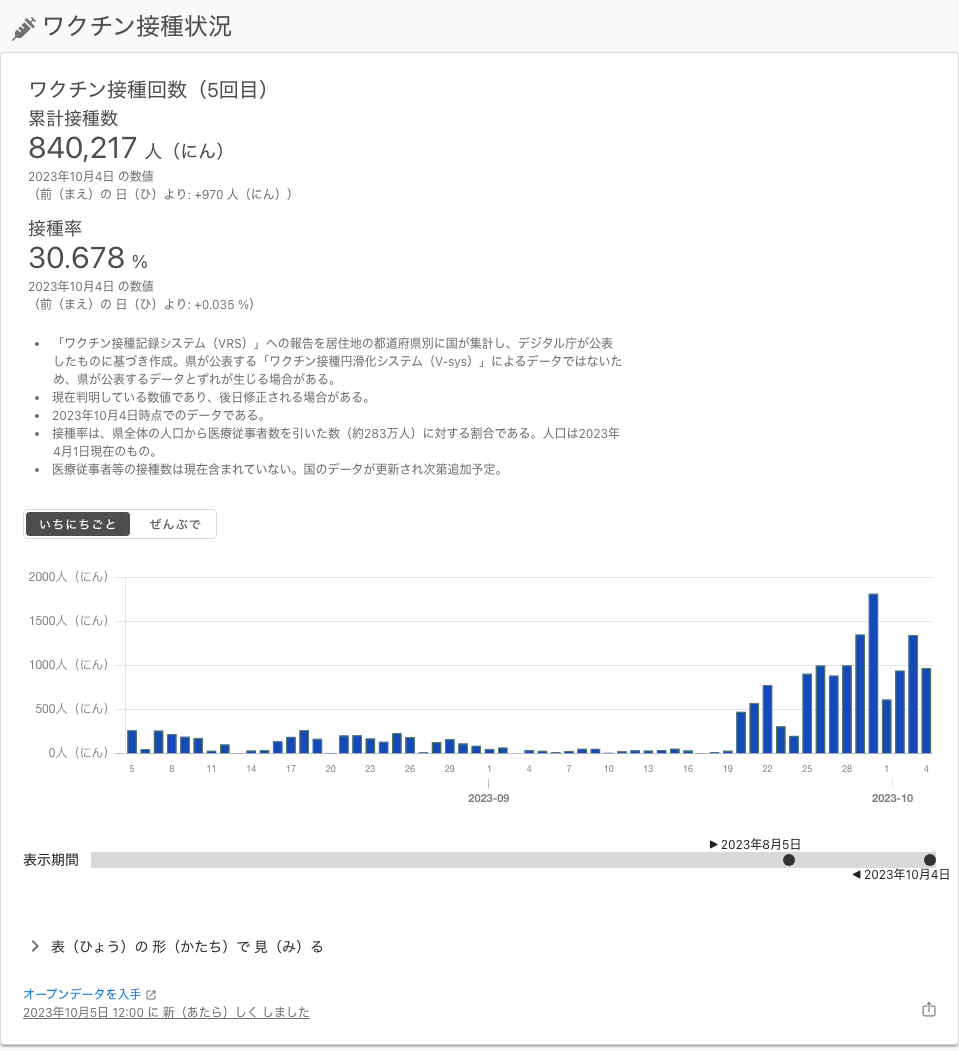 ワクチン接種状況
ワクチン接種回数（5回目）
累計接種数
840,217 人（にん）
2023年10月4日 の数値
（前（まえ）の 日（ひ）より: +970 人（にん））
接種率
30.678 %
2023年10月4日 の数値
（前（まえ）の 日（ひ）より: +0.035 %）
• 「ワクチン接種記録システム（VRS）」への報告を居住地の都道府県別に国が集計し、デジタル庁が公表
したものに基づき作成。県が公表する「ワクチン接種円滑化システム（V-sys）」によるデータではないた
め、県が公表するデータとずれが生じる場合がある。
• 現在判明している数値であり、後日修正される場合がある。
• 2023年10月4日時点でのデータである。
• 接種率は、県全体の人口から医療従事者数を引いた数（約283万人）に対する割合である。人口は2023年
4月1日現在のもの。
• 医療従事者等の接種数は現在含まれていない。国のデータが更新され次第追加予定。
いちにちごと ぜんぶで
2000人（にん）
1500人（にん）
1000人（にん）
500人（にん）
0人（にん）
5 8 11 14 17 20 23 26 29 1 4 7 10 13 16 19 22 25 28 1 4
2023-09 2023-10
▶ 2023年8月5日
表示期間
◀ 2023年10月4日
表（ひょう）の 形（かたち）で 見（み）る
オープンデータを入手
2023年10月5日 12:00 に 新（あたら）しく しました